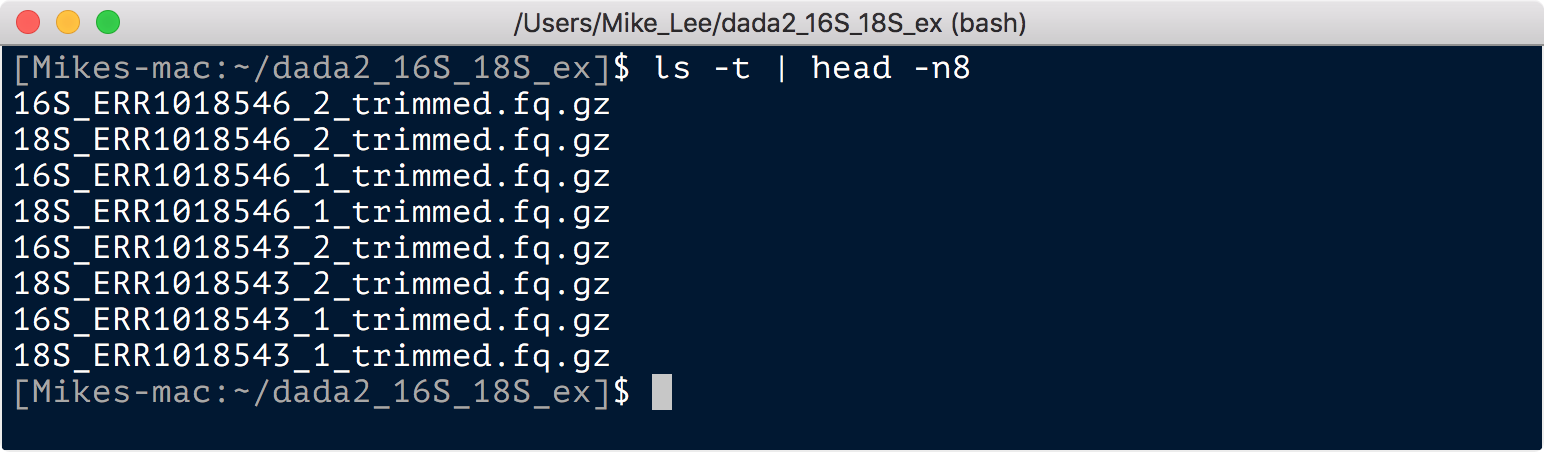 /Users/Mike_Lee/dada2_16S_18S_ex (bash)
[Mikes-mac:~/dada2_16S_18S_ex]$ ls -t | head -n8
16S_ERR1018546_2_trimmed.fq.gz
18S_ERR1018546_2_trimmed.fq.gz
16S_ERR1018546_1_trimmed.fq.gz
18S_ERR1018546_1_trimmed.fq.gz
16S_ERR1018543_2_trimmed.fq.gz
18S_ERR1018543_2_trimmed.fq.gz
16S_ERR1018543_1_trimmed.fq.gz
18S_ERR1018543_1_trimmed.fq.gz
[Mikes-mac:~/dada2_16S_18S_ex]$